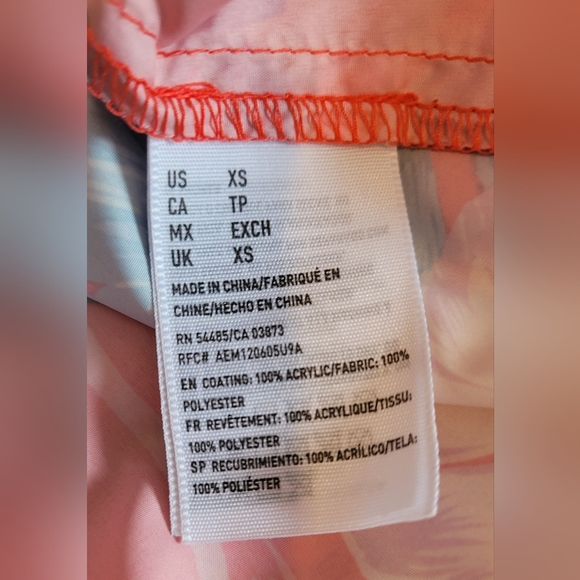 US XS
CA TP
MX EXCH
UK XS
MADE IN CHINA/FABRIQUÉ EN
CHINE/HECHO EN CHINA
RN 54485/CA 03873
RFC# AEM120605U9A
EN COATING: 100% ACRYLIC/FABRIC: 100%
POLYESTER
FR REVÊTEMENT: 100% ACRYLIQUE/TISSU:
100% POLYESTER
SP RECUBRIMIENTO: 100% ACRÍLICO/TELA:
100% POLIÉSTER